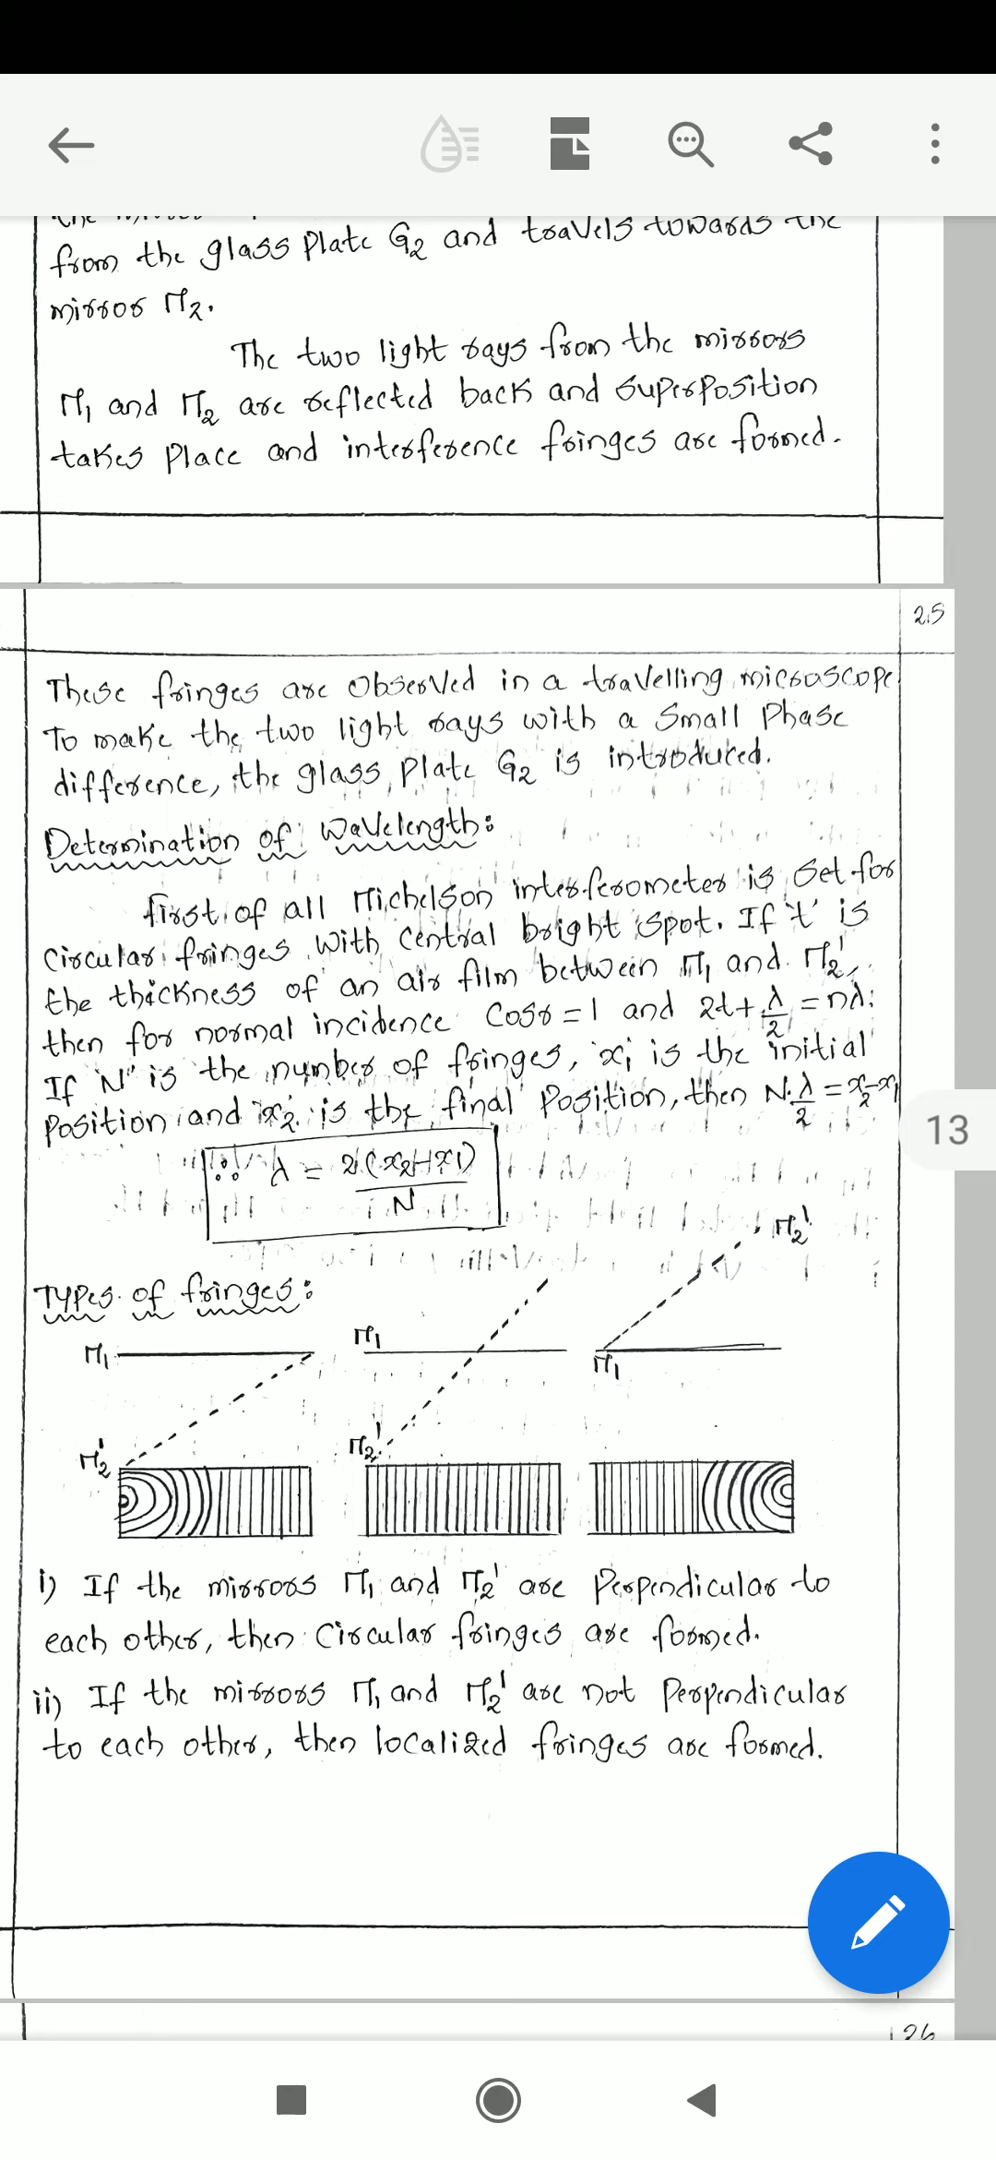 from the glass plate G2 and travels towards the
mirror M2.
The two light rays from the mirrors
M1 and M2 are reflected back and superposition
takes place and interference fringes are formed.
25
These fringes are observed in a travelling microscope
To make the two light rays with a small phase
difference, the glass plate G2 is introduced.
Determination of Wavelength:
first of all Michelson interferometer is set for
circular fringes with central bright spot. If 't' is
the thickness of an air film between M1 and M2',
then for normal incidence Cosr = 1 and 2t + λ/2 = nλ.
If 'N' is the number of fringes, x1 is the initial
position and x2 is the final position, then N.λ/2 = x2-x1
∴ λ = 2(x2-x1)/N
13
M2'
Types of fringes:
M1 M1 M1
M2' M2'
i) If the mirrors M1 and M2' are perpendicular to
each other, then circular fringes are formed.
ii) If the mirrors M1 and M2' are not perpendicular
to each other, then localized fringes are formed.
26